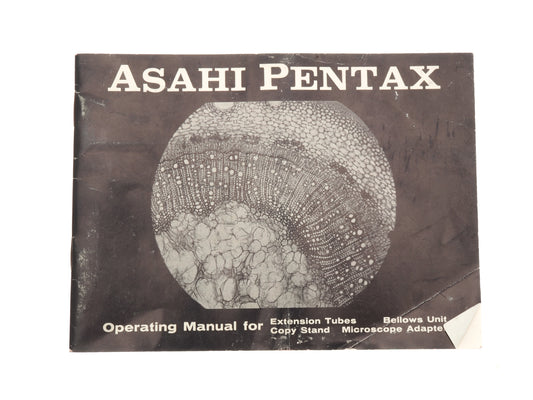 ASAHI PENTAX
Operating Manual for
Extension Tubes Bellows Unit
Copy Stand Microscope Adapte